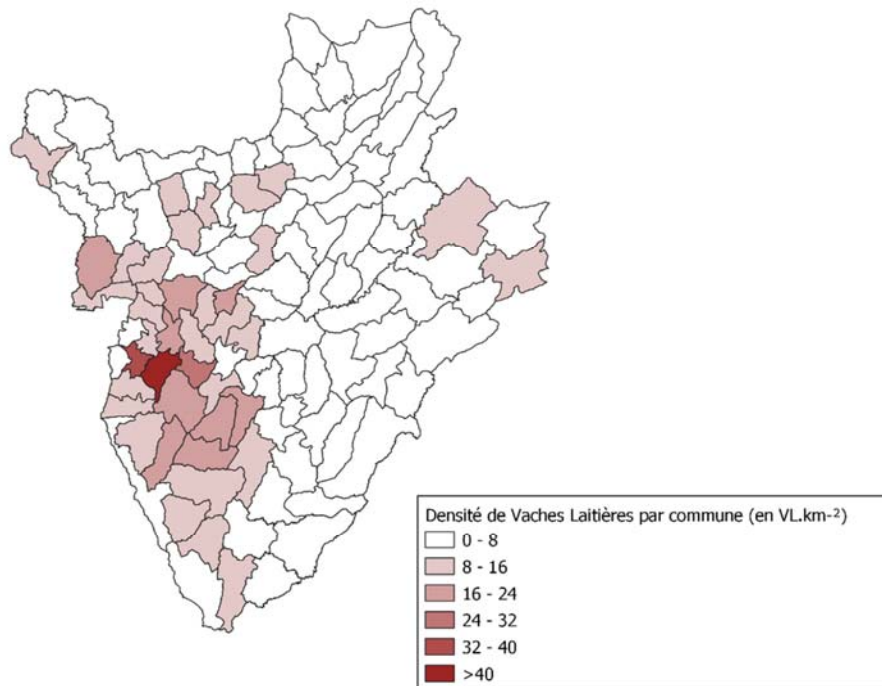 Densité de Vaches Laitières par commune (en VL.km-²)
0 - 8
8 - 16
16 - 24
24 - 32
32 - 40
>40